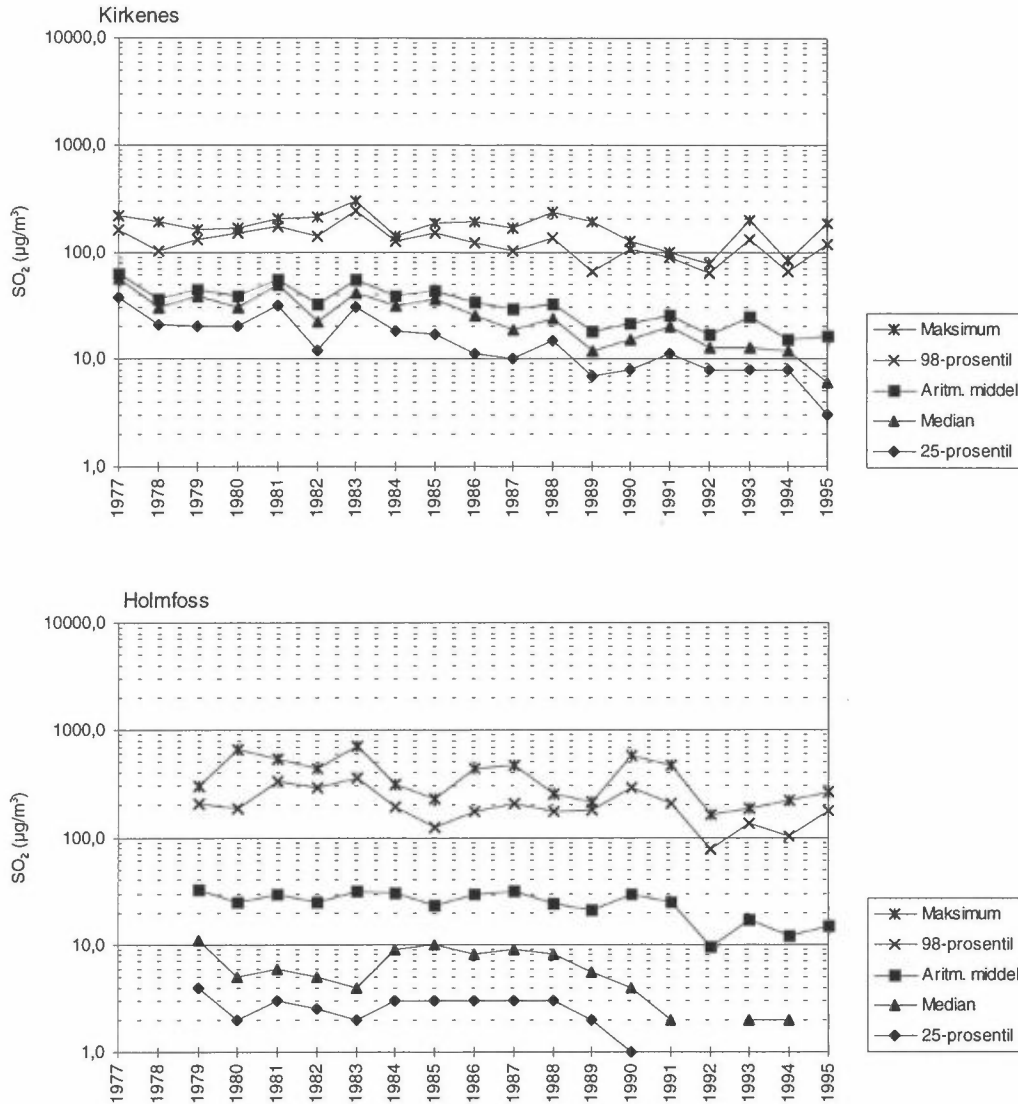 Kirkenes
10000,0
1000,0
100,0
10,0
1,0
SO₂ (µg/m³)
1977 1978 1979 1980 1981 1982 1983 1984 1985 1986 1987 1988 1989 1990 1991 1992 1993 1994 1995
Maksimum
98-prosentil
Aritm. middel
Median
25-prosentil
Holmfoss
10000,0
1000,0
100,0
10,0
1,0
SO₂ (µg/m³)
1977 1978 1979 1980 1981 1982 1983 1984 1985 1986 1987 1988 1989 1990 1991 1992 1993 1994 1995
Maksimum
98-prosentil
Aritm. middel
Median
25-prosentil